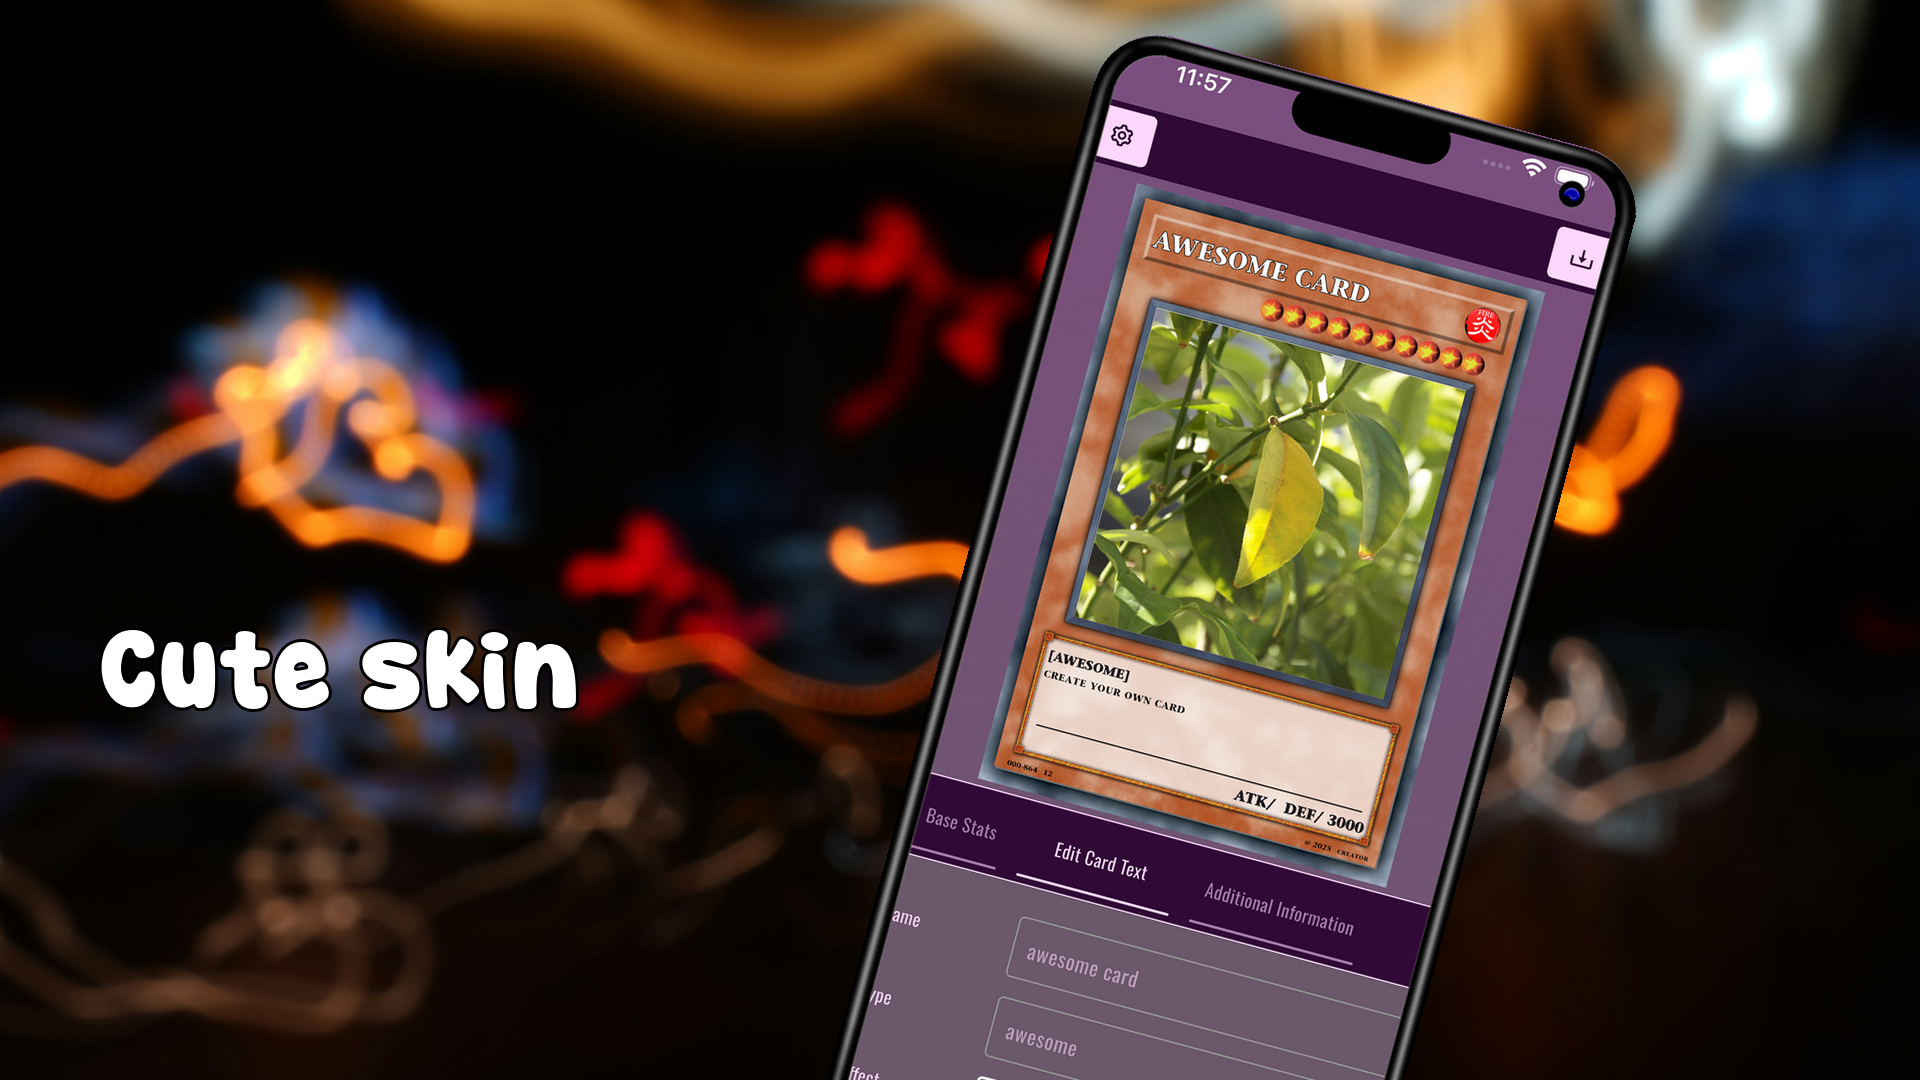 11:57
AWESOME CARD
FIRE
炎
[AWESOME]
CREATE YOUR OWN CARD
ATK/ DEF/ 3000
000-864 12
@ 2025 CREATOR
Base Stats
Edit Card Text
Additional Information
ame
awesome card
ype
awesome
ffect
Cute skin